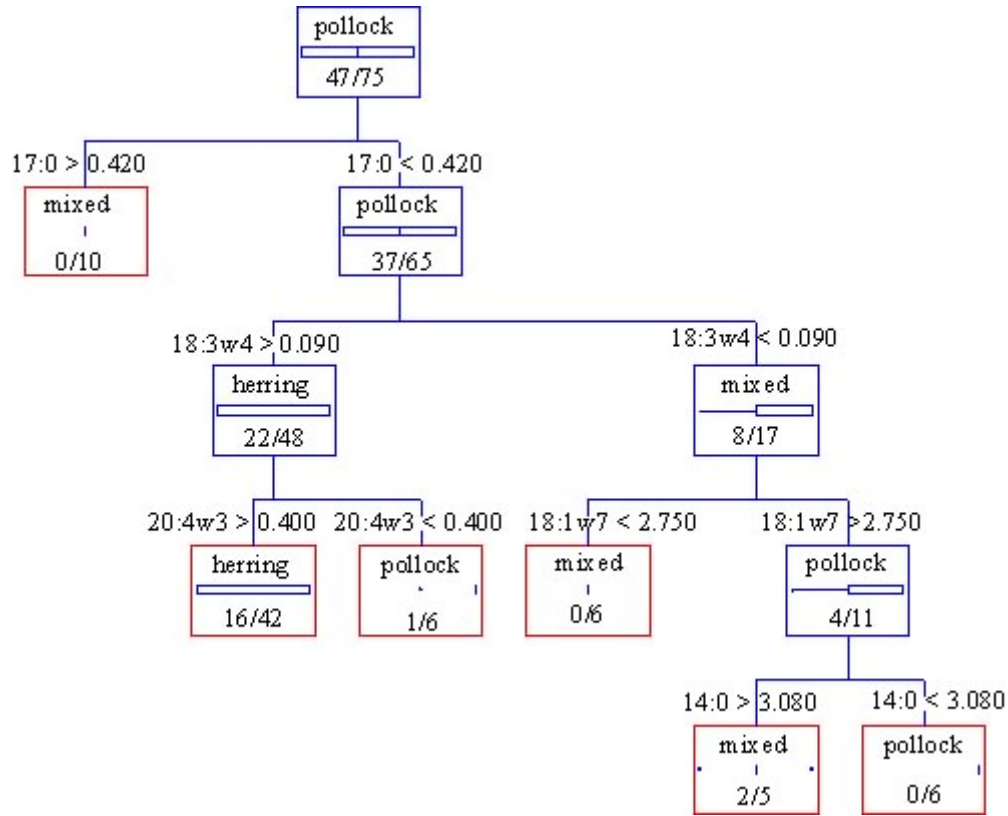 pollock
47/75
17:0 > 0.420
17:0 < 0.420
mixed
0/10
pollock
37/65
18:3w4 > 0.090
18:3w4 < 0.090
herring
22/48
mixed
8/17
20:4w3 > 0.400
20:4w3 < 0.400
18:1w7 < 2.750
18:1w7 >2.750
herring
16/42
pollock
1/6
mixed
0/6
pollock
4/11
14:0 > 3.080
14:0 < 3.080
mixed
2/5
pollock
0/6